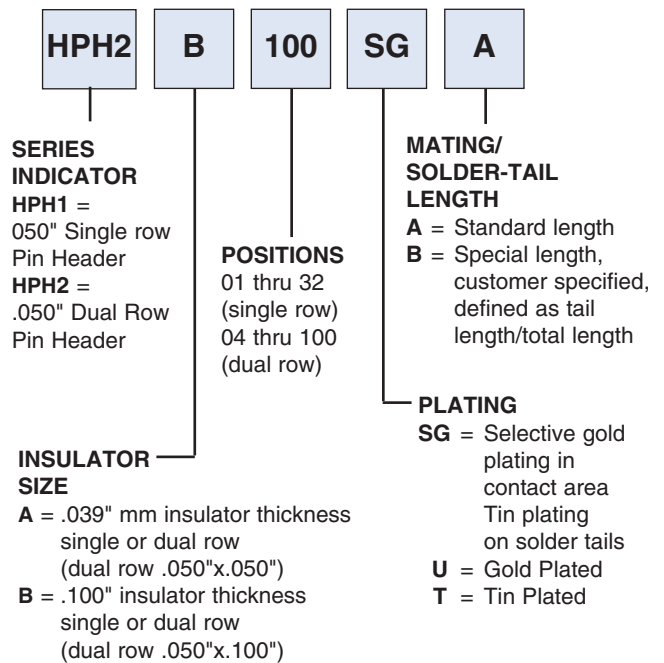 HPH2 B 100 SG A
SERIES
INDICATOR
HPH1 =
050" Single row
Pin Header
HPH2 =
.050" Dual Row
Pin Header
POSITIONS
01 thru 32
(single row)
04 thru 100
(dual row)
MATING/
SOLDER-TAIL
LENGTH
A = Standard length
B = Special length,
customer specified,
defined as tail
length/total length
INSULATOR
SIZE
A = .039" mm insulator thickness
single or dual row
(dual row .050"x.050")
B = .100" insulator thickness
single or dual row
(dual row .050"x.100")
PLATING
SG = Selective gold
plating in
contact area
Tin plating
on solder tails
U = Gold Plated
T = Tin Plated